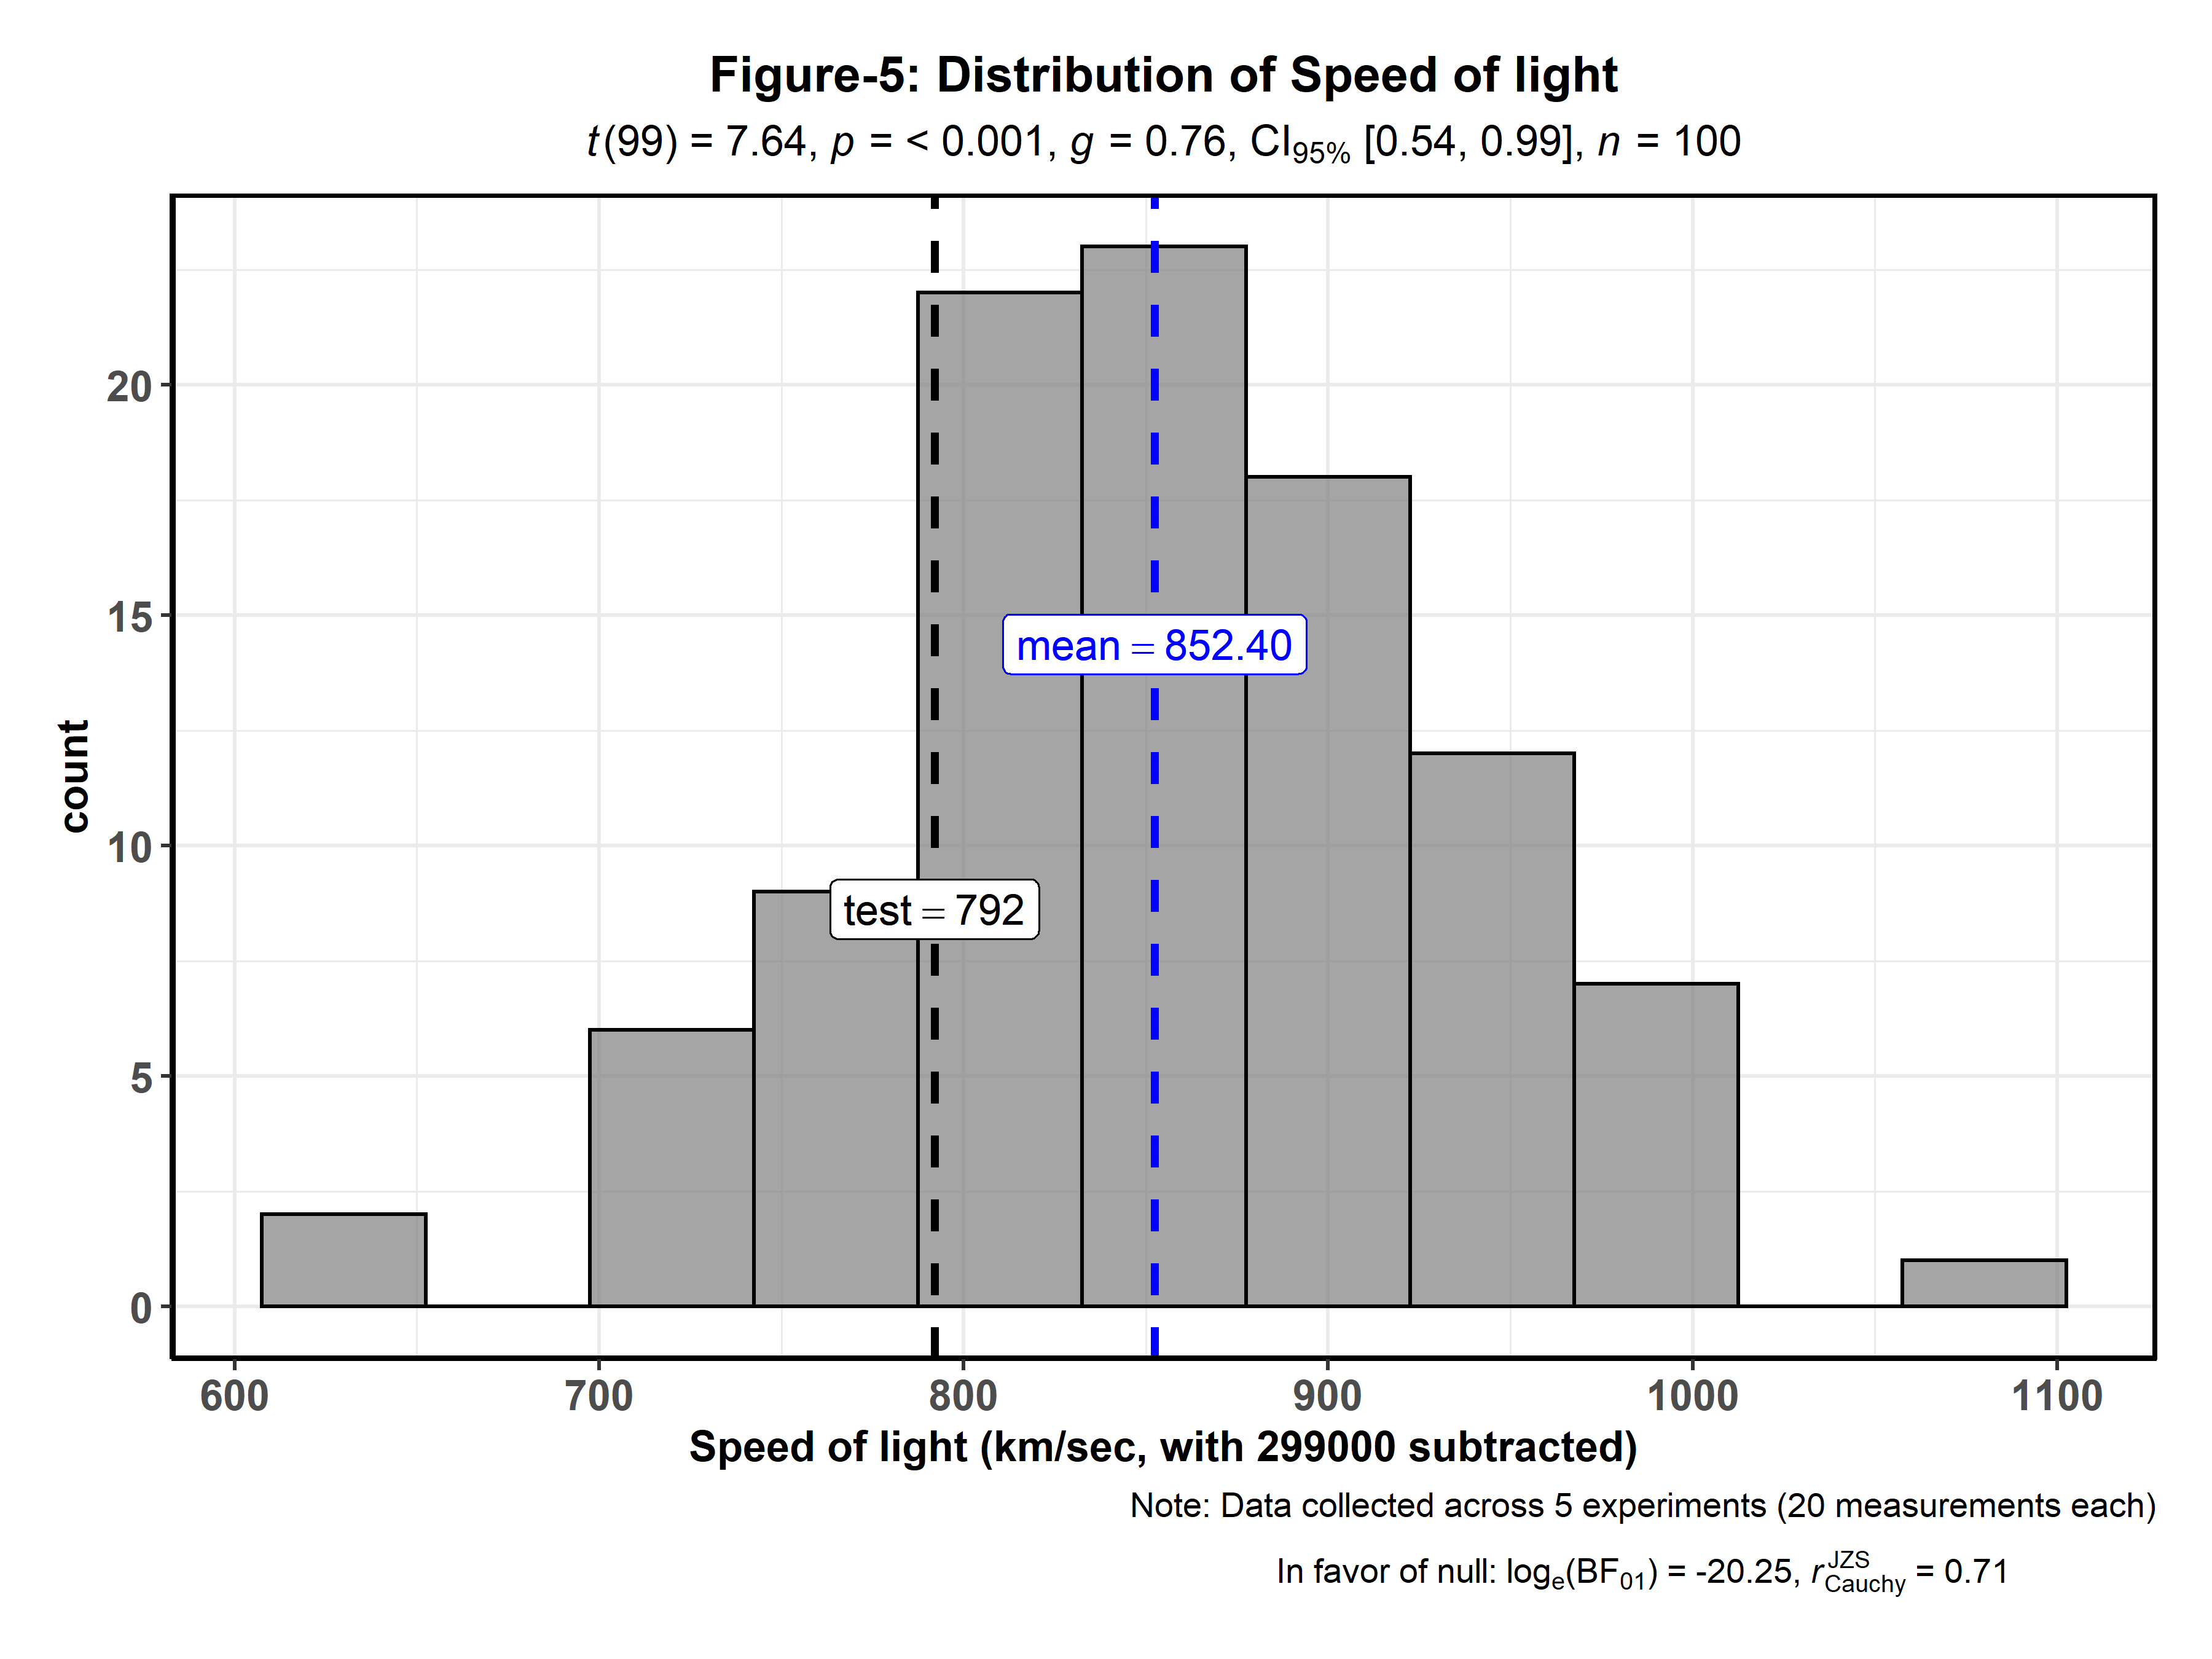 Figure-5: Distribution of Speed of light
t(99) = 7.64, p = < 0.001, g = 0.76, CI95% [0.54, 0.99], n = 100
count
20
15
10
5
0
mean = 852.40
test = 792
600 700 800 900 1000 1100
Speed of light (km/sec, with 299000 subtracted)
Note: Data collected across 5 experiments (20 measurements each)
In favor of null: loge(BF01) = -20.25, r JZS Cauchy = 0.71